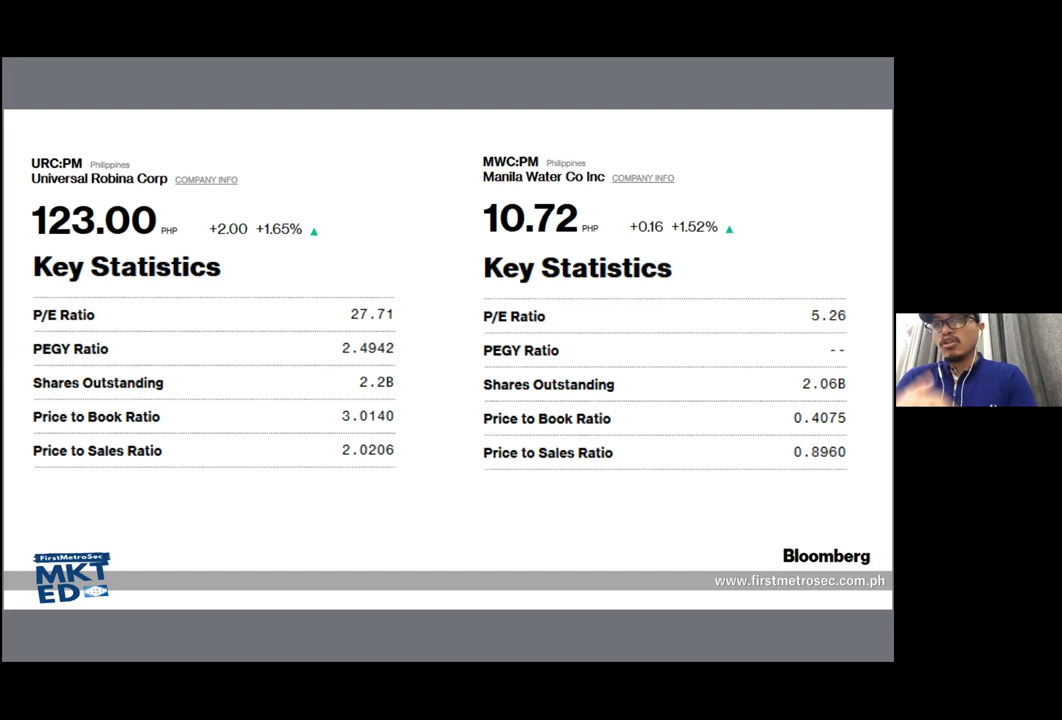 URC:PM Philippines
Universal Robina Corp COMPANY INFO
123.00 PHP +2.00 +1.65%
Key Statistics
P/E Ratio 27.71
PEGY Ratio 2.4942
Shares Outstanding 2.2B
Price to Book Ratio 3.0140
Price to Sales Ratio 2.0206
MWC:PM Philippines
Manila Water Co Inc COMPANY INFO
10.72 PHP +0.16 +1.52%
Key Statistics
P/E Ratio 5.26
PEGY Ratio --
Shares Outstanding 2.06B
Price to Book Ratio 0.4075
Price to Sales Ratio 0.8960
FirstMetroSec
MKT
ED
Bloomberg
www.firstmetrosec.com.ph